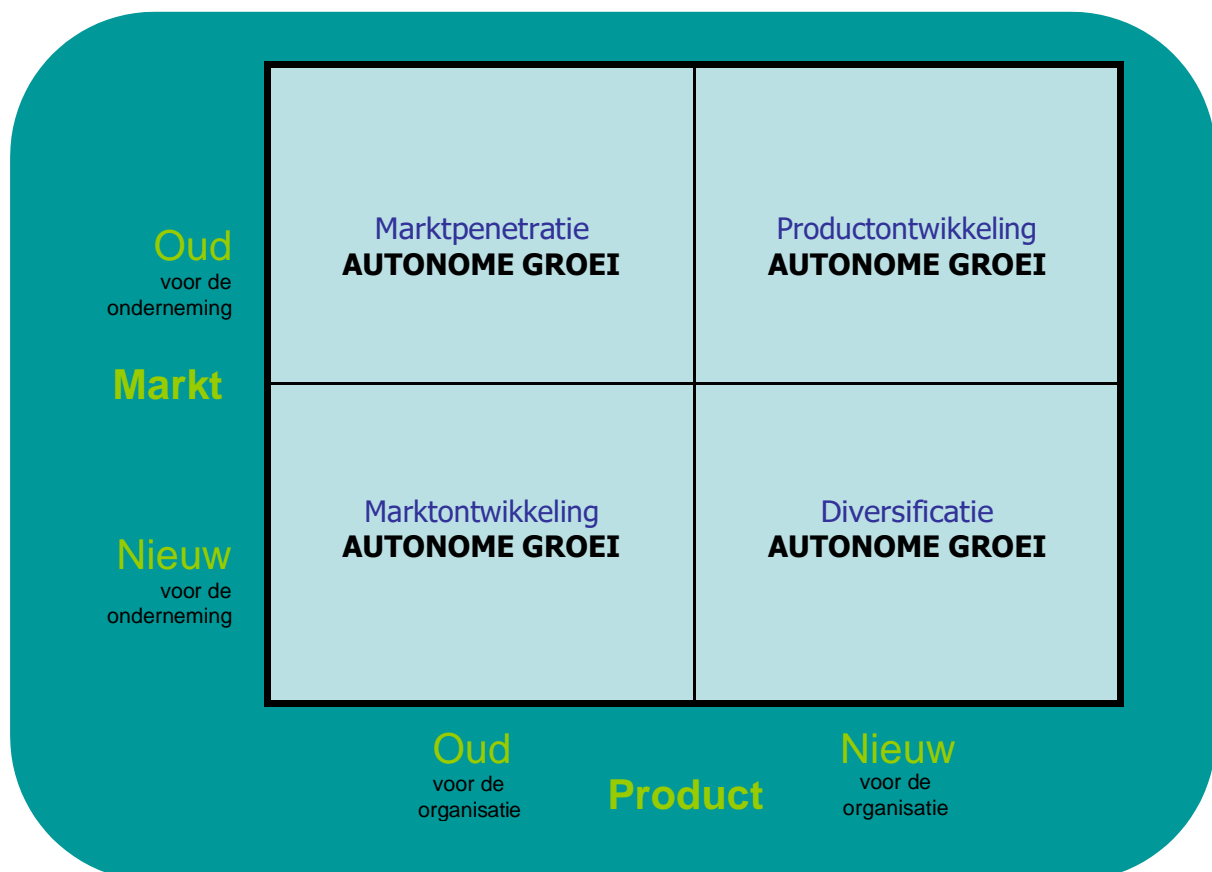 Marktpenetratie
AUTONOME GROEI
Productontwikkeling
AUTONOME GROEI
Oud
voor de
onderneming
Markt
Marktontwikkeling
AUTONOME GROEI
Diversificatie
AUTONOME GROEI
Nieuw
voor de
onderneming
Oud
voor de
organisatie
Product
Nieuw
voor de
organisatie